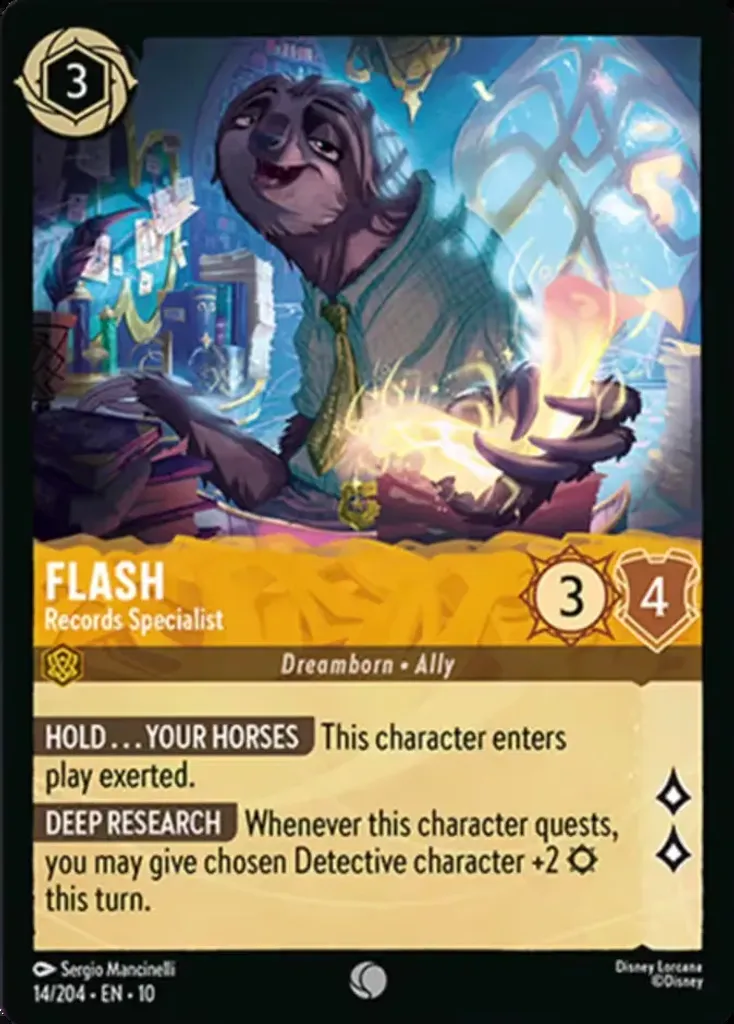 3
FLASH
Records Specialist
3
4
Dreamborn • Ally
HOLD...YOUR HORSES This character enters
play exerted.
DEEP RESEARCH Whenever this character quests,
you may give chosen Detective character +2
this turn.
Sergio Mancinelli
14/204 • EN • 10
Disney Lorcana
©Disney